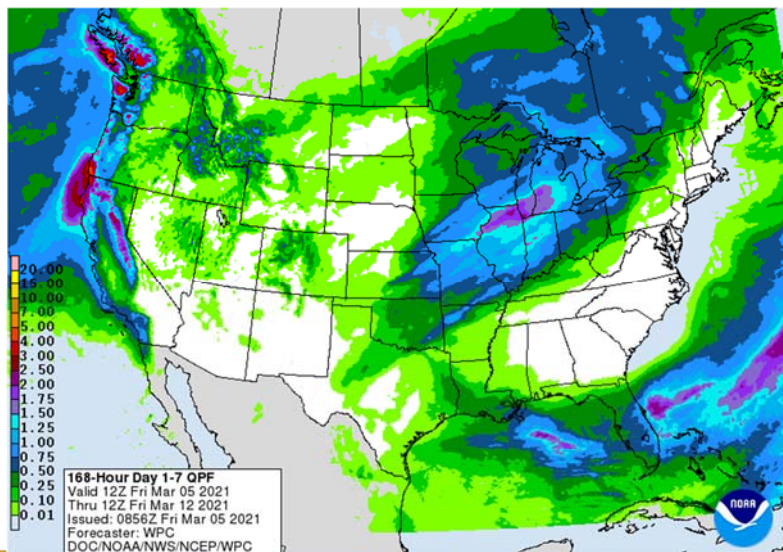 20.00
15.00
10.00
7.00
5.00
4.00
3.00
2.50
2.00
1.75
1.50
1.25
1.00
0.75
0.50
0.25
0.10
0.01
168-Hour Day 1-7 QPF
Valid 12Z Fri Mar 05 2021
Thru 12Z Fri Mar 12 2021
Issued: 0856Z Fri Mar 05 2021
Forecaster: WPC
DOC/NOAA/NWS/NCEP/WPC
NOAA